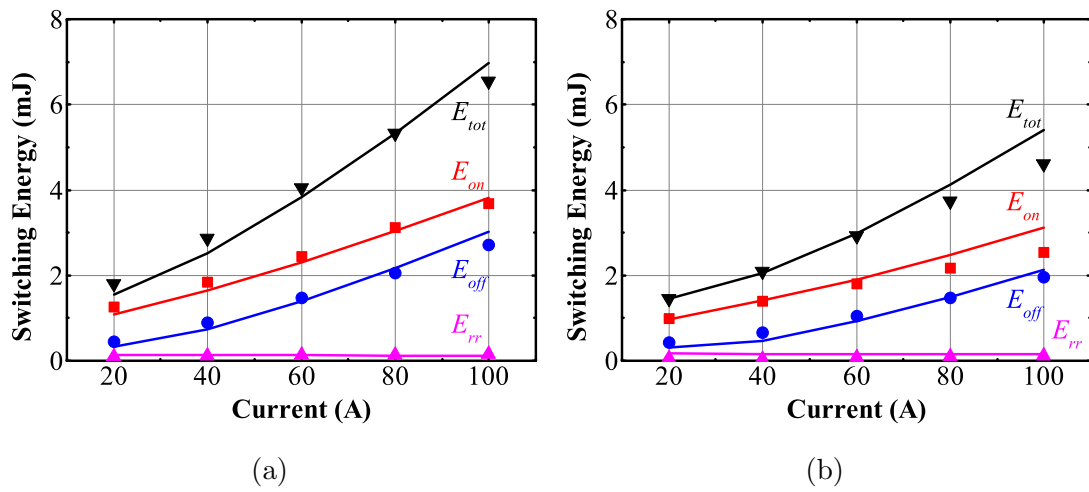 Switching Energy (mJ)
8
6
4
2
0
E_tot
E_on
E_off
E_rr
20 40 60 80 100
Current (A)
(a)
Switching Energy (mJ)
8
6
4
2
0
E_tot
E_on
E_off
E_rr
20 40 60 80 100
Current (A)
(b)